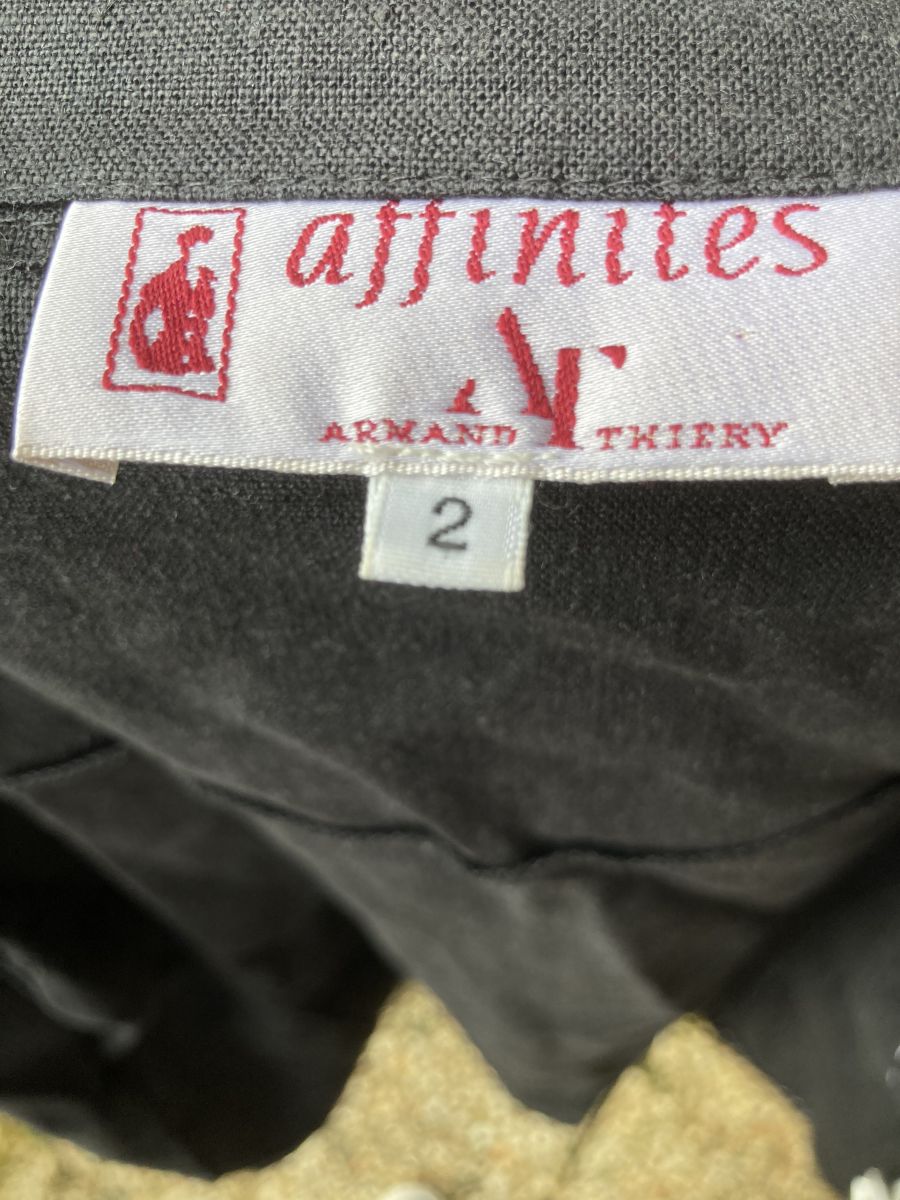 affinites
AT
ARMAND THIERY
2